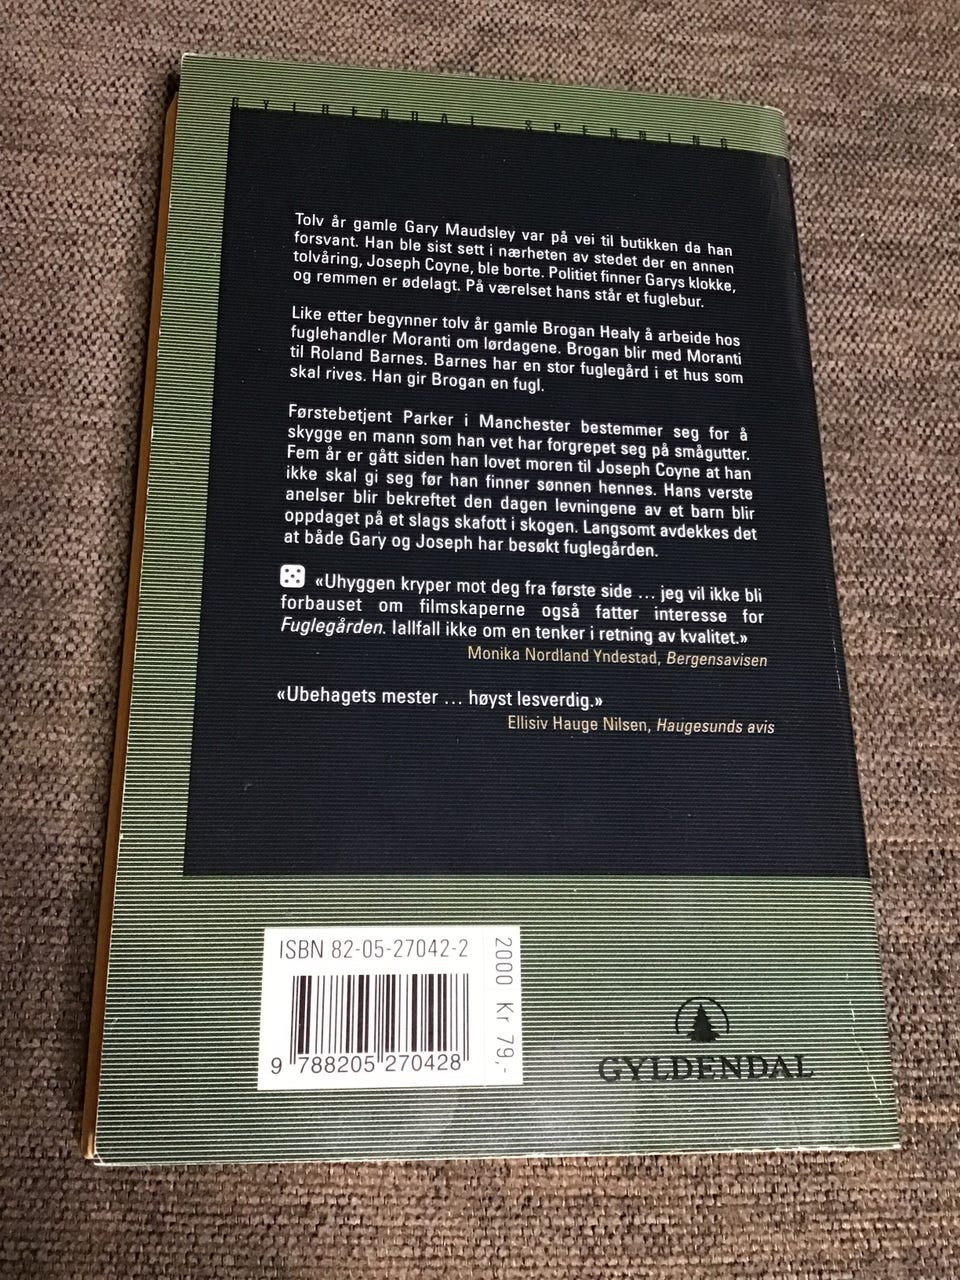 GYLDENDAL SPENNING
Tolv år gamle Gary Maudsley var på vei til butikken da han
forsvant. Han ble sist sett i nærheten av stedet der en annen
tolvåring, Joseph Coyne, ble borte. Politiet finner Garys klokke,
og remmen er ødelagt. På værelset hans står et fuglebur.
Like etter begynner tolv år gamle Brogan Healy å arbeide hos
fuglehandler Moranti om lørdagene. Brogan blir med Moranti
til Roland Barnes. Barnes har en stor fuglegård i et hus som
skal rives. Han gir Brogan en fugl.
Førstebetjent Parker i Manchester bestemmer seg for å
skygge en mann som han vet har forgrepet seg på smågutter.
Fem år er gått siden han lovet moren til Joseph Coyne at han
ikke skal gi seg før han finner sønnen hennes. Hans verste
anelser blir bekreftet den dagen levningene av et barn blir
oppdaget på et slags skafott i skogen. Langsomt avdekkes det
at både Gary og Joseph har besøkt fuglegården.
«Uhyggen kryper mot deg fra første side ... jeg vil ikke bli
forbauset om filmskaperne også fatter interesse for
Fuglegården. Iallfall ikke om en tenker i retning av kvalitet.»
Monika Nordland Yndestad, Bergensavisen
«Ubehagets mester ... høyst lesverdig.»
Ellisiv Hauge Nilsen, Haugesunds avis
ISBN 82-05-27042-2
2000 Kr 79,-
9 788205 270428
GYLDENDAL